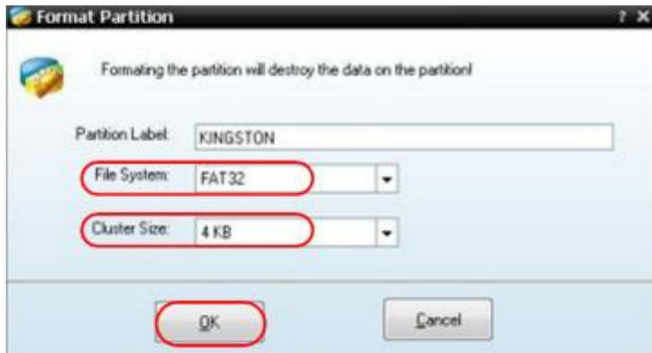 Format Partition ? X
Formating the partition will destroy the data on the partition!
Partition Label: KINGSTON
File System: FAT32
Cluster Size: 4 KB
OK Cancel